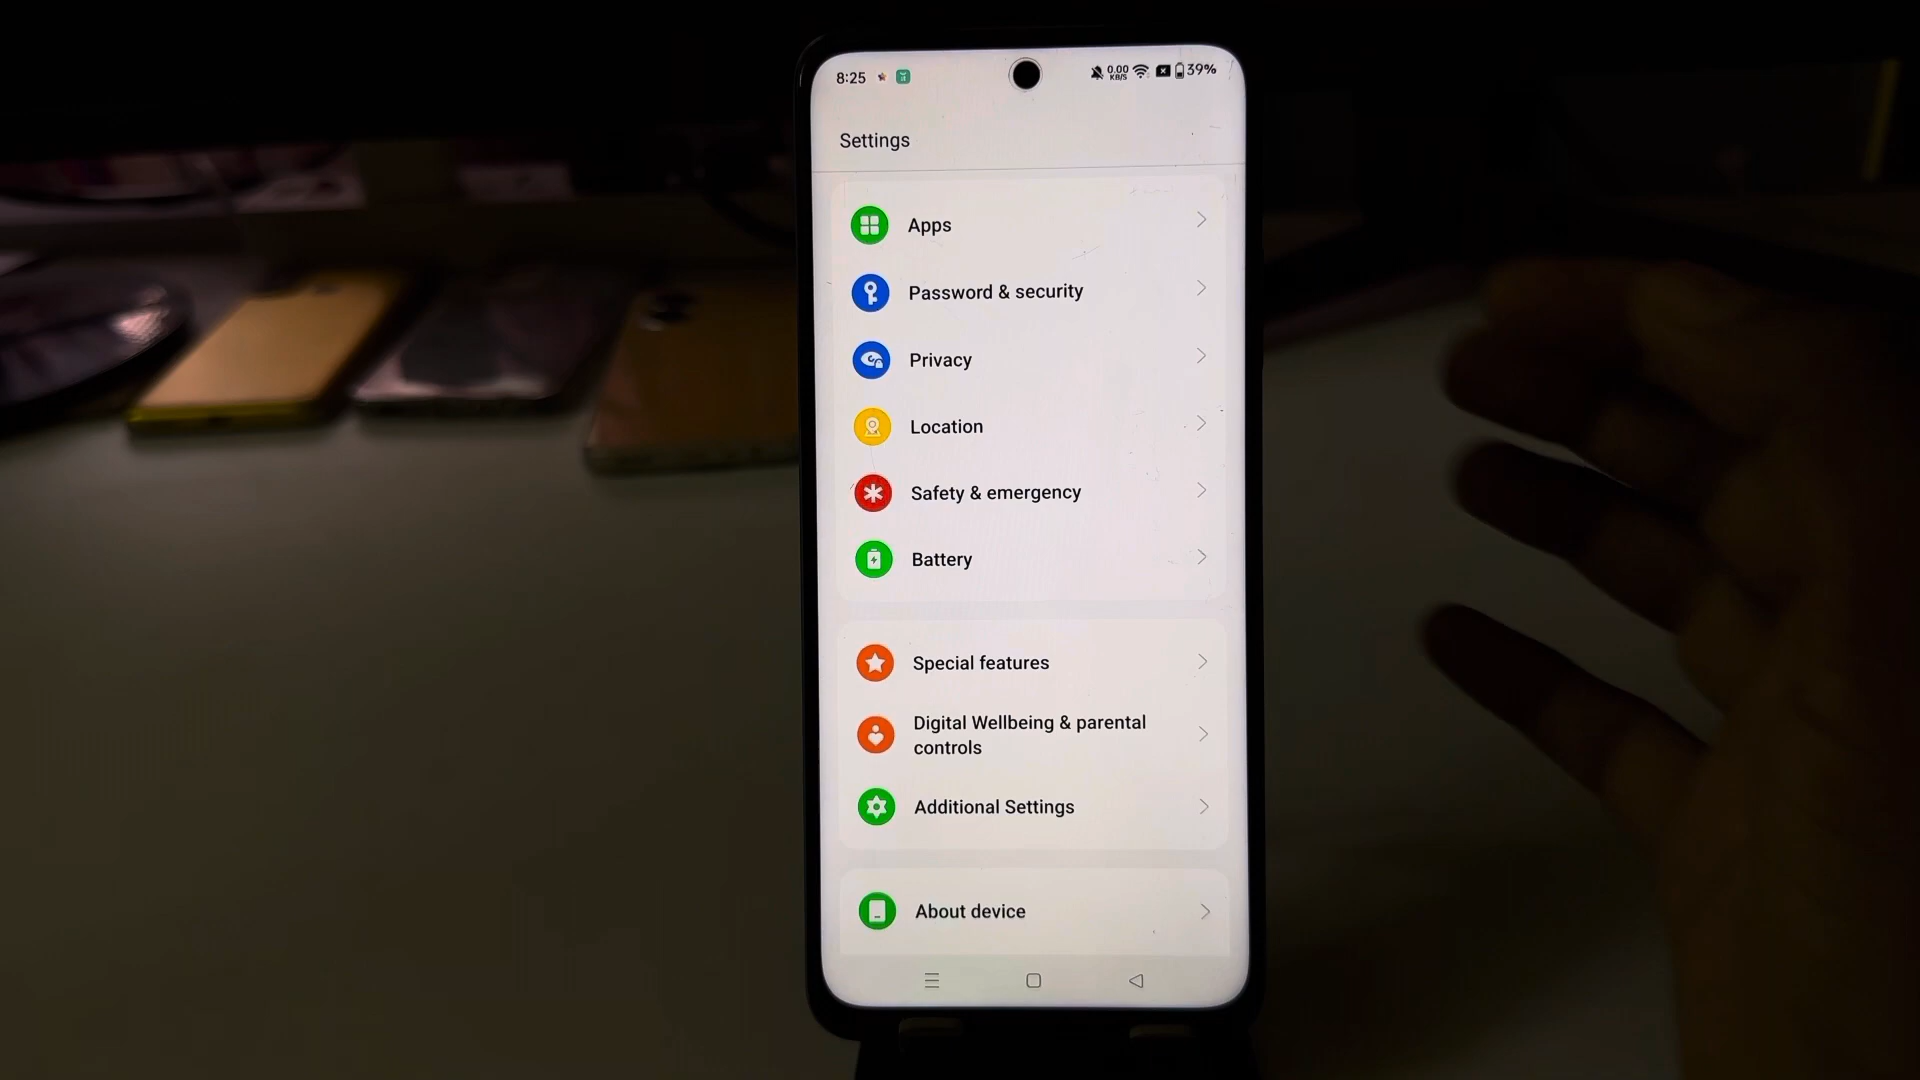 8:25 0.00 KB/S 39%
Settings
Apps
Password & security
Privacy
Location
Safety & emergency
Battery
Special features
Digital Wellbeing & parental
controls
Additional Settings
About device